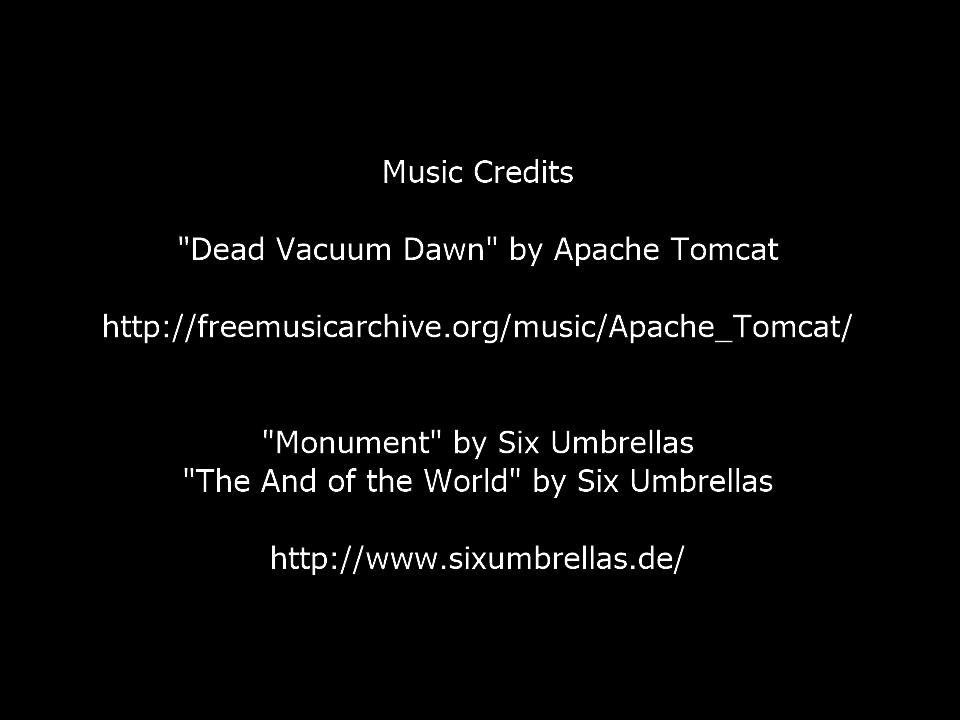 Music Credits
"Dead Vacuum Dawn" by Apache Tomcat
http://freemusicarchive.org/music/Apache_Tomcat/
"Monument" by Six Umbrellas
"The And of the World" by Six Umbrellas
http://www.sixumbrellas.de/